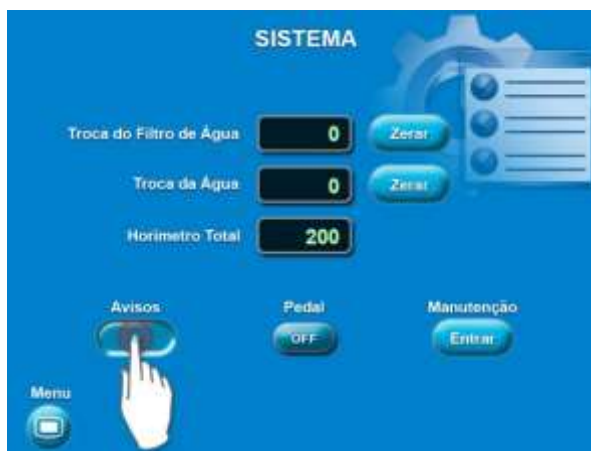 SISTEMA
Troca do Filtro de Água 0 Zerar
Troca da Água 0 Zerar
Horimetro Total 200
Avisos Pedal Manutenção
OFF Entrar
Menu